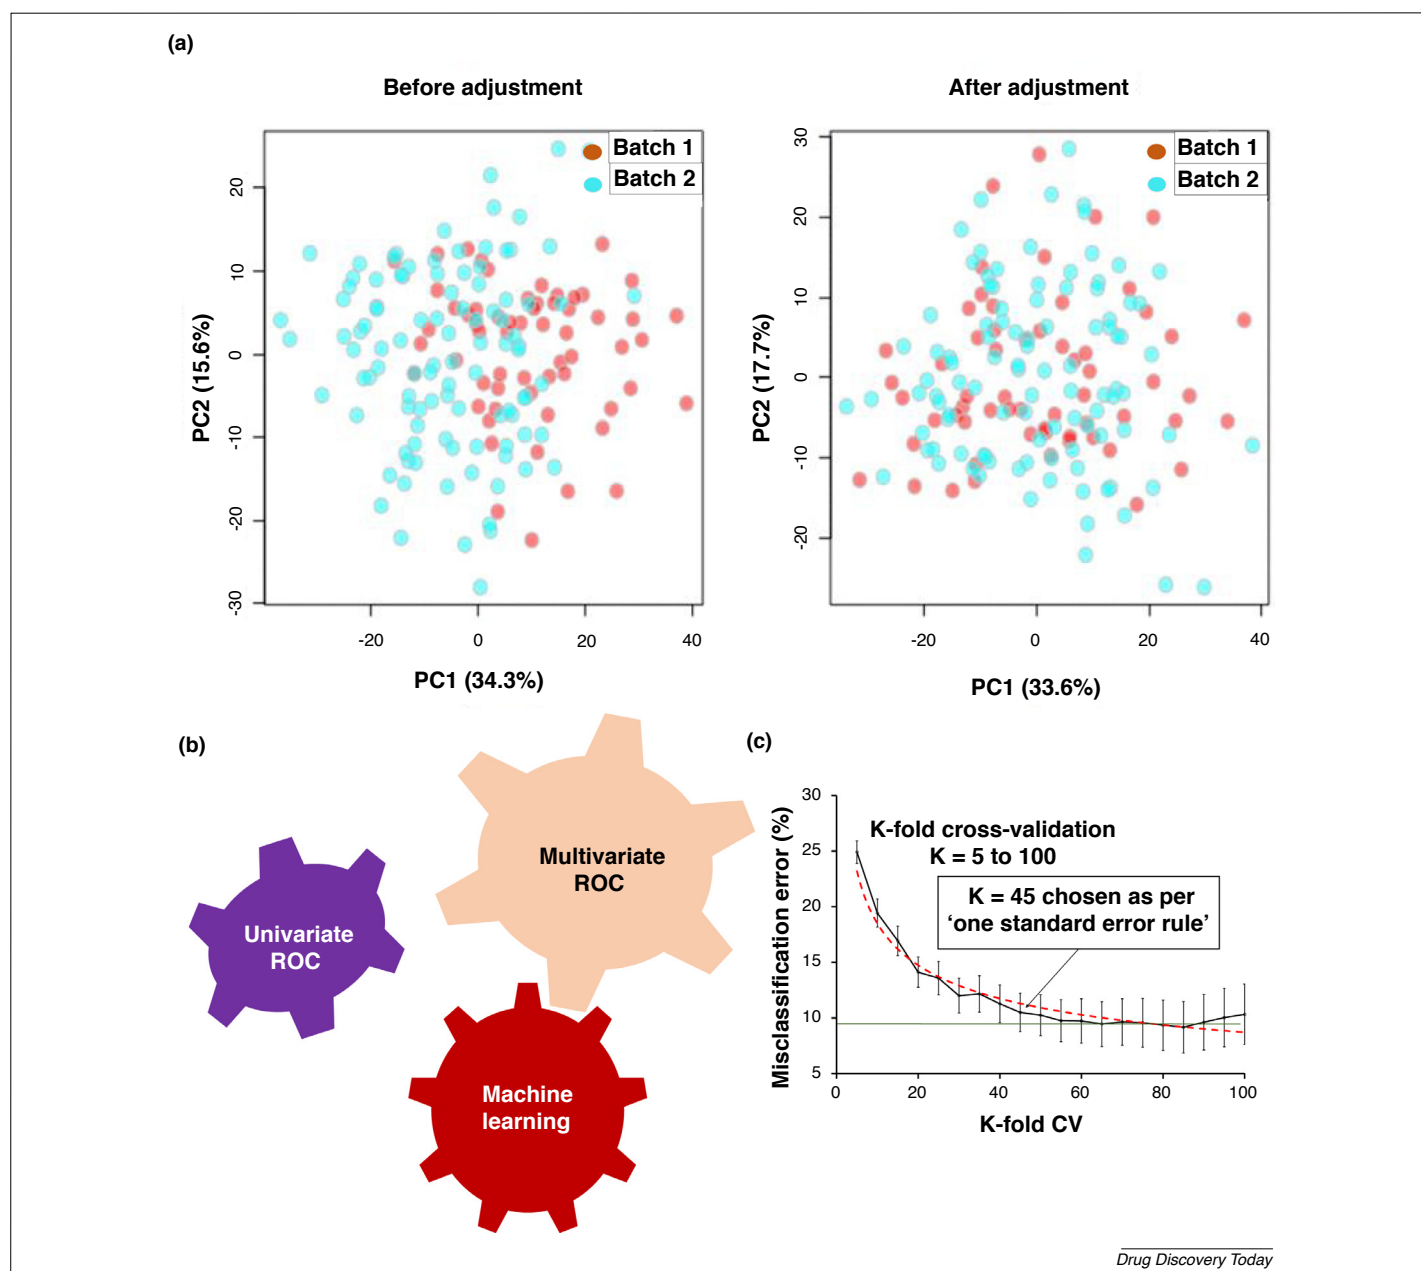 (a)
Before adjustment
Batch 1
Batch 2
20
10
0
-10
-20
-30
PC2 (15.6%)
-20
0
20
40
PC1 (34.3%)
After adjustment
Batch 1
Batch 2
30
20
10
0
-10
-20
PC2 (17.7%)
-20
0
20
40
PC1 (33.6%)
(b)
Univariate
ROC
Multivariate
ROC
Machine
learning
(c)
30
25
20
15
10
5
Misclassification error (%)
K-fold cross-validation
K = 5 to 100
K = 45 chosen as per
‘one standard error rule’
0
20
40
60
80
100
K-fold CV
Drug Discovery Today